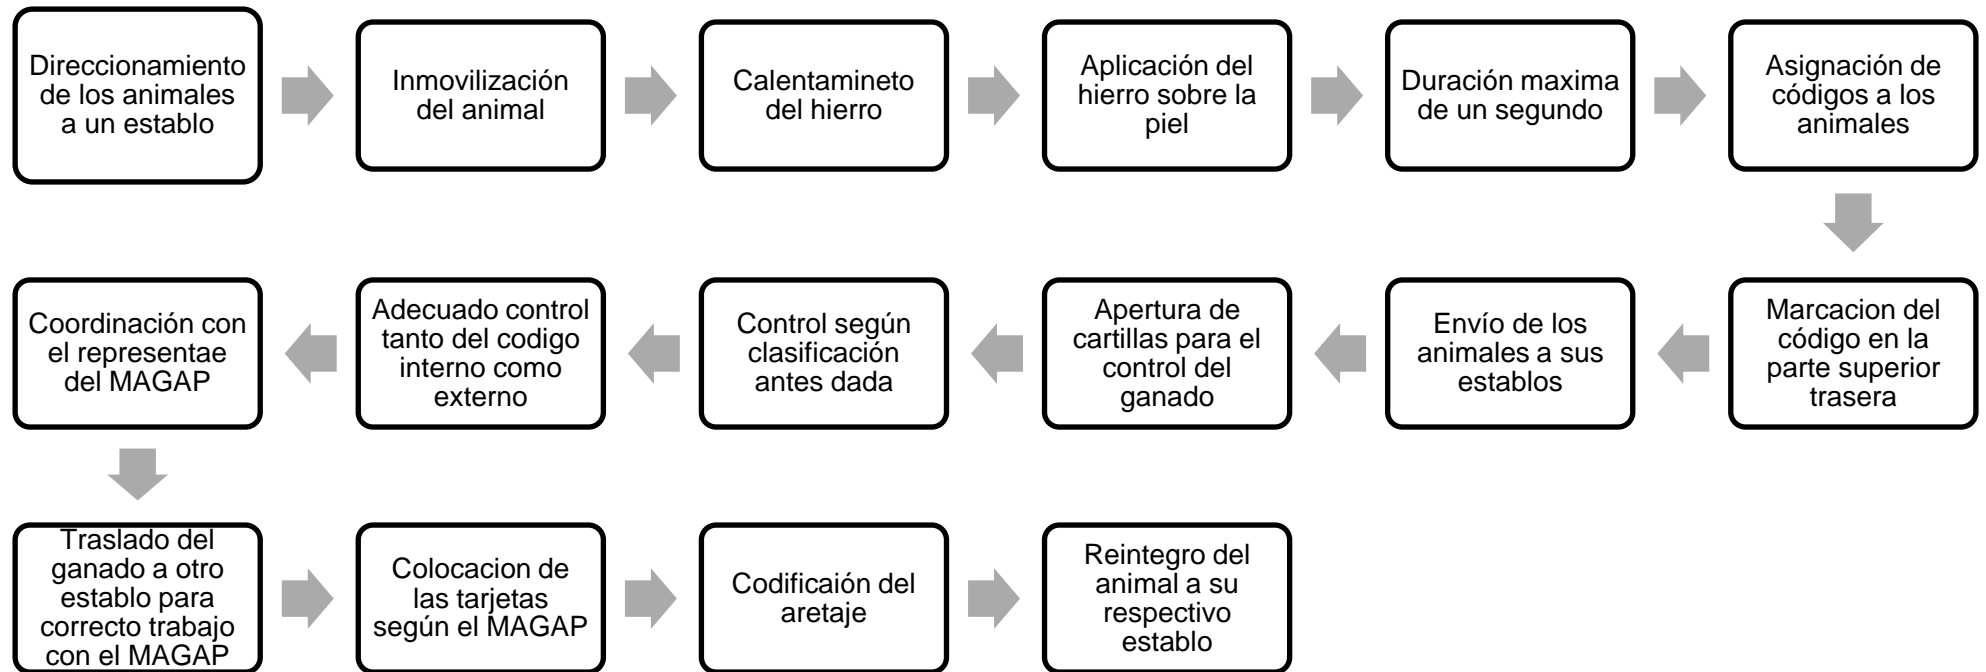 Direccionamiento
de los animales
a un establo
Inmovilización
del animal
Calentamineto
del hierro
Aplicación del
hierro sobre la
piel
Duración maxima
de un segundo
Asignación de
códigos a los
animales
Marcacion del
código en la
parte superior
trasera
Envío de los
animales a sus
establos
Apertura de
cartillas para el
control del
ganado
Control según
clasificación
antes dada
Adecuado control
tanto del codigo
interno como
externo
Coordinación con
el representae
del MAGAP
Traslado del
ganado a otro
establo para
correcto trabajo
con el MAGAP
Colocacion de
las tarjetas
según el MAGAP
Codificaión del
aretaje
Reintegro del
animal a su
respectivo
establo